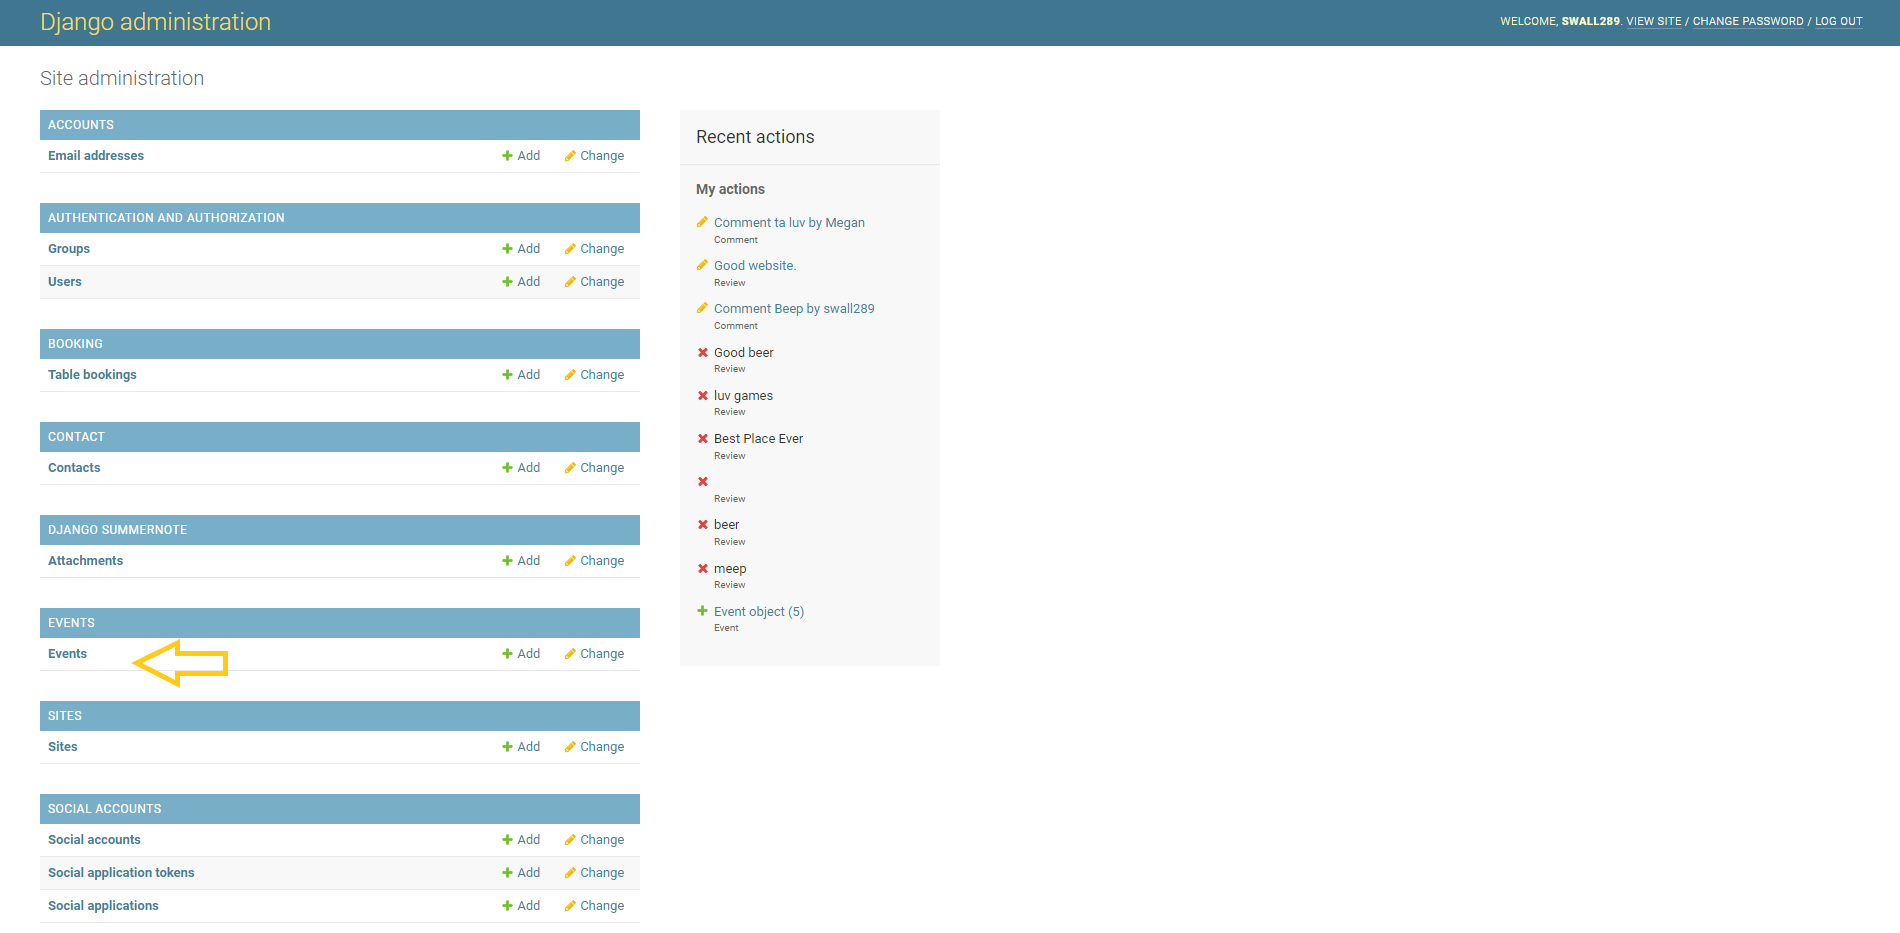 Django administration
WELCOME, SWALL289. VIEW SITE / CHANGE PASSWORD / LOG OUT
Site administration
ACCOUNTS
Email addresses Add Change
AUTHENTICATION AND AUTHORIZATION
Groups Add Change
Users Add Change
BOOKING
Table bookings Add Change
CONTACT
Contacts Add Change
DJANGO SUMMERNOTE
Attachments Add Change
EVENTS
Events Add Change
SITES
Sites Add Change
SOCIAL ACCOUNTS
Social accounts Add Change
Social application tokens Add Change
Social applications Add Change
Recent actions
My actions
Comment ta luv by Megan
Comment
Good website.
Review
Comment Beep by swall289
Comment
Good beer
Review
luv games
Review
Best Place Ever
Review
Review
beer
Review
meep
Review
Event object (5)
Event